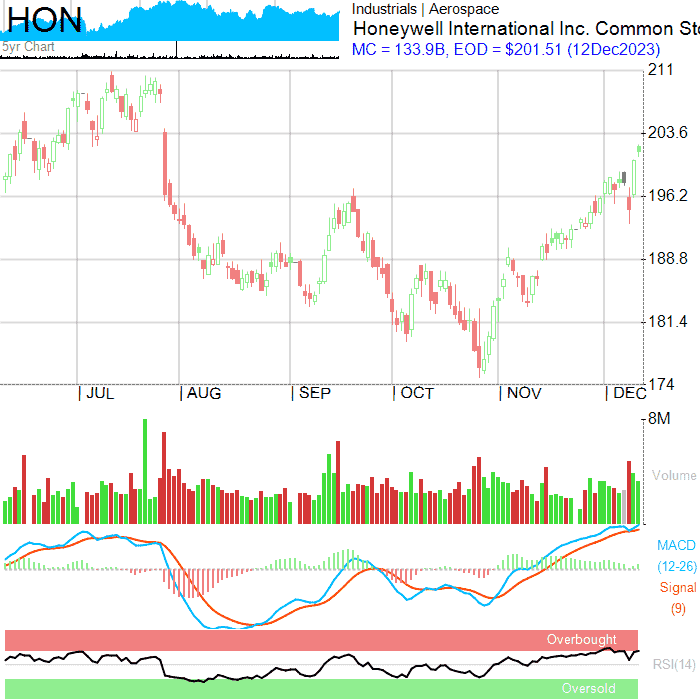 HON
5yr Chart
Industrials | Aerospace
Honeywell International Inc. Common Sto
MC = 133.9B, EOD = $201.51 (12Dec2023)
211
203.6
196.2
188.8
181.4
174
JUL AUG SEP OCT NOV DEC
8M
Volume
MACD
(12-26)
Signal
(9)
Overbought
RSI(14)
Oversold